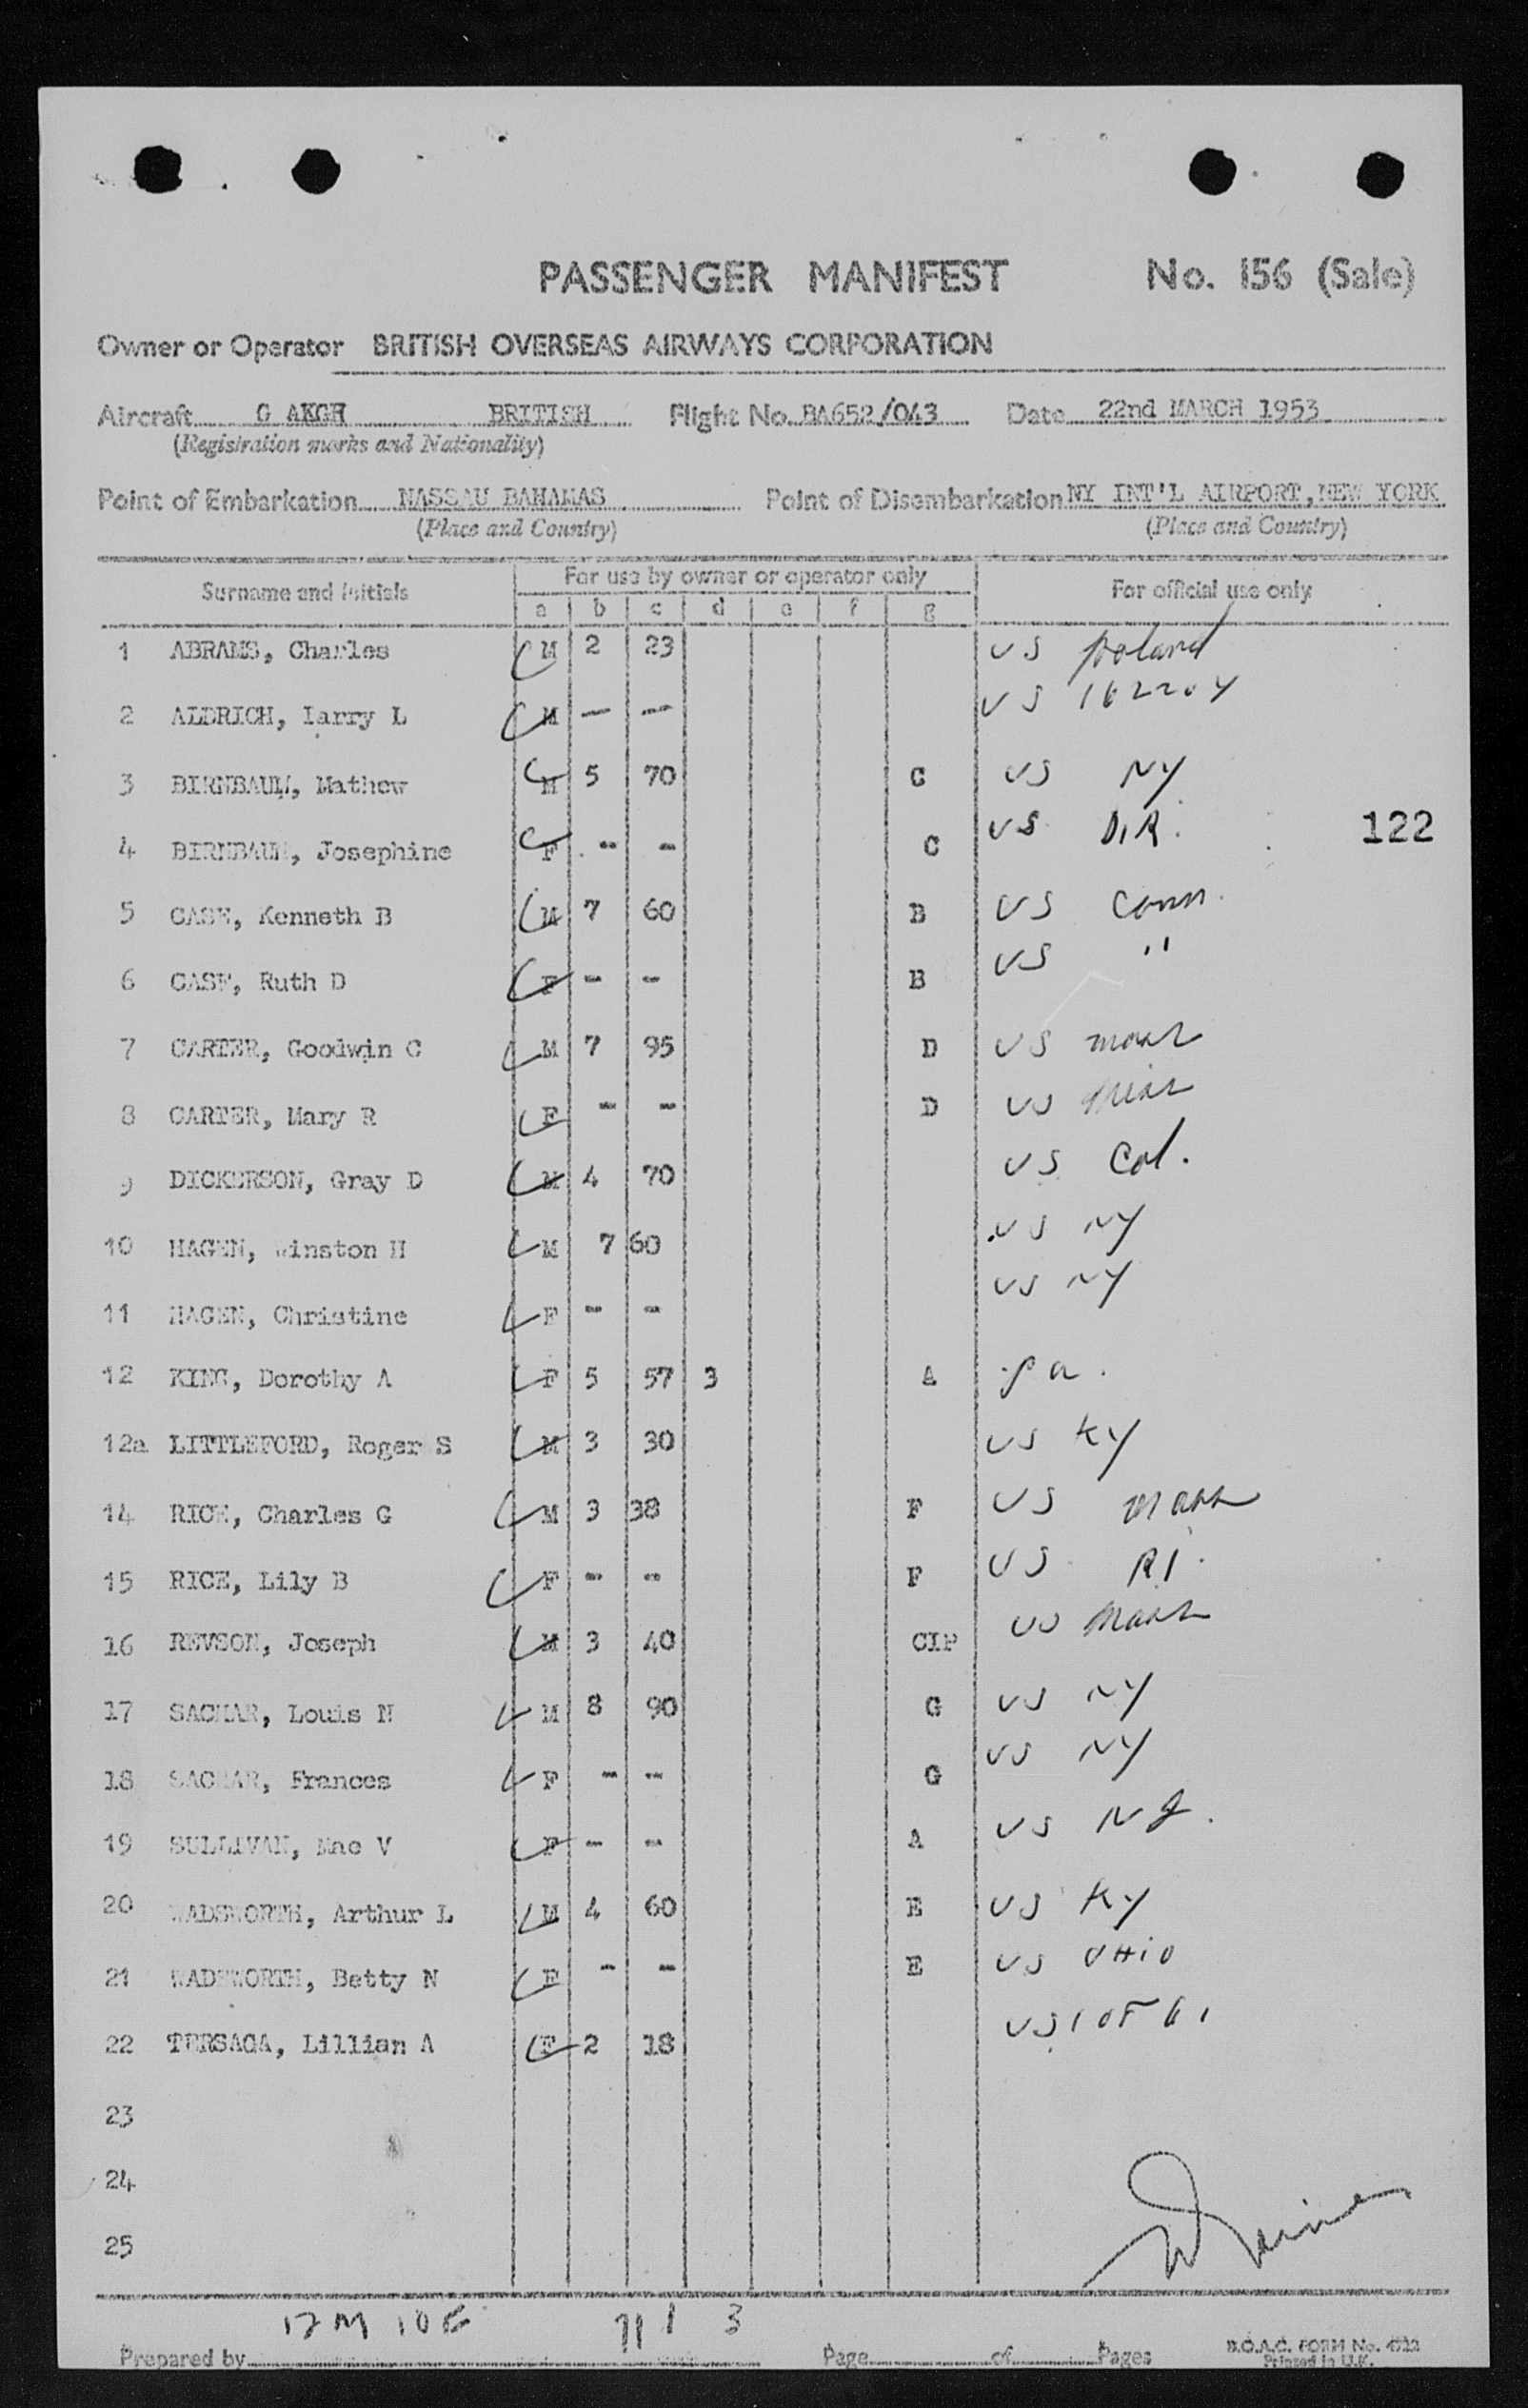 PASSENGER MANIFEST No. 156 (Sale)
Owner or Operator BRITISH OVERSEAS AIRWAYS CORPORATION
Aircraft G AKGH BRITISH Flight No. BA652/043 Date 22nd MARCH 1953
(Registration marks and Nationality)
Point of Embarkation NASSAU BAHAMAS Point of Disembarkation NY INT'L AIRPORT, NEW YORK
(Place and Country) (Place and Country)
Surname and Initials For use by owner or operator only For official use only
a b c d e f g
1 ABRAMS, Charles M 2 23 US Poland
2 ALDRICH, Larry L M - - US 162204
3 BIRNBAUM, Mathew M 5 70 C US NY
4 BIRNBAUM, Josephine F - - C US
122
5 CASE, Kenneth B M 7 60 B US Conn.
6 CASE, Ruth D F - - B US "
7 CARTER, Goodwin C M 7 95 D US Mass
8 CARTER, Mary R F - - D US
9 DICKERSON, Gray D M 4 70 US Col.
10 HAGEN, Winston H M 7 60 US NY
11 HAGEN, Christine F - - US NY
12 KING, Dorothy A F 5 57 3 A Pa.
12a LITTLEFORD, Roger S M 3 30 US KY
14 RICE, Charles G M 3 38 F US Mass
15 RICE, Lily B F - - F US RI.
16 REVSON, Joseph M 3 40 CIP US Mass
17 SACHAR, Louis N M 8 90 G US NY
18 SACHAR, Frances F - - G US NY
19 SULLIVAN, Mae V F - - A US NJ.
20 WADSWORTH, Arthur L M 4 60 E US KY
21 WADSWORTH, Betty N F - - E US OHIO
22 TERSAGA, Lillian A F 2 18 US
23
24
25
3
Prepared by Page of Pages B.O.A.C. FORM No.
Printed in U.K.